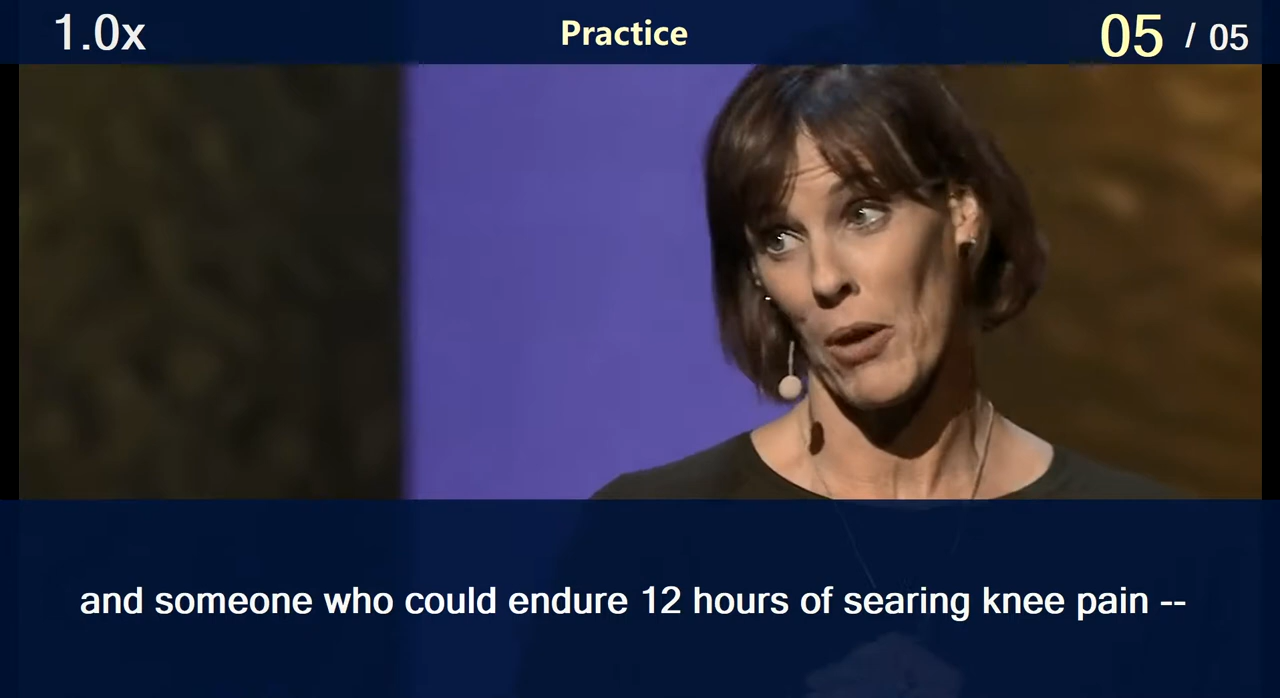 1.0x
Practice
05 / 05
and someone who could endure 12 hours of searing knee pain --